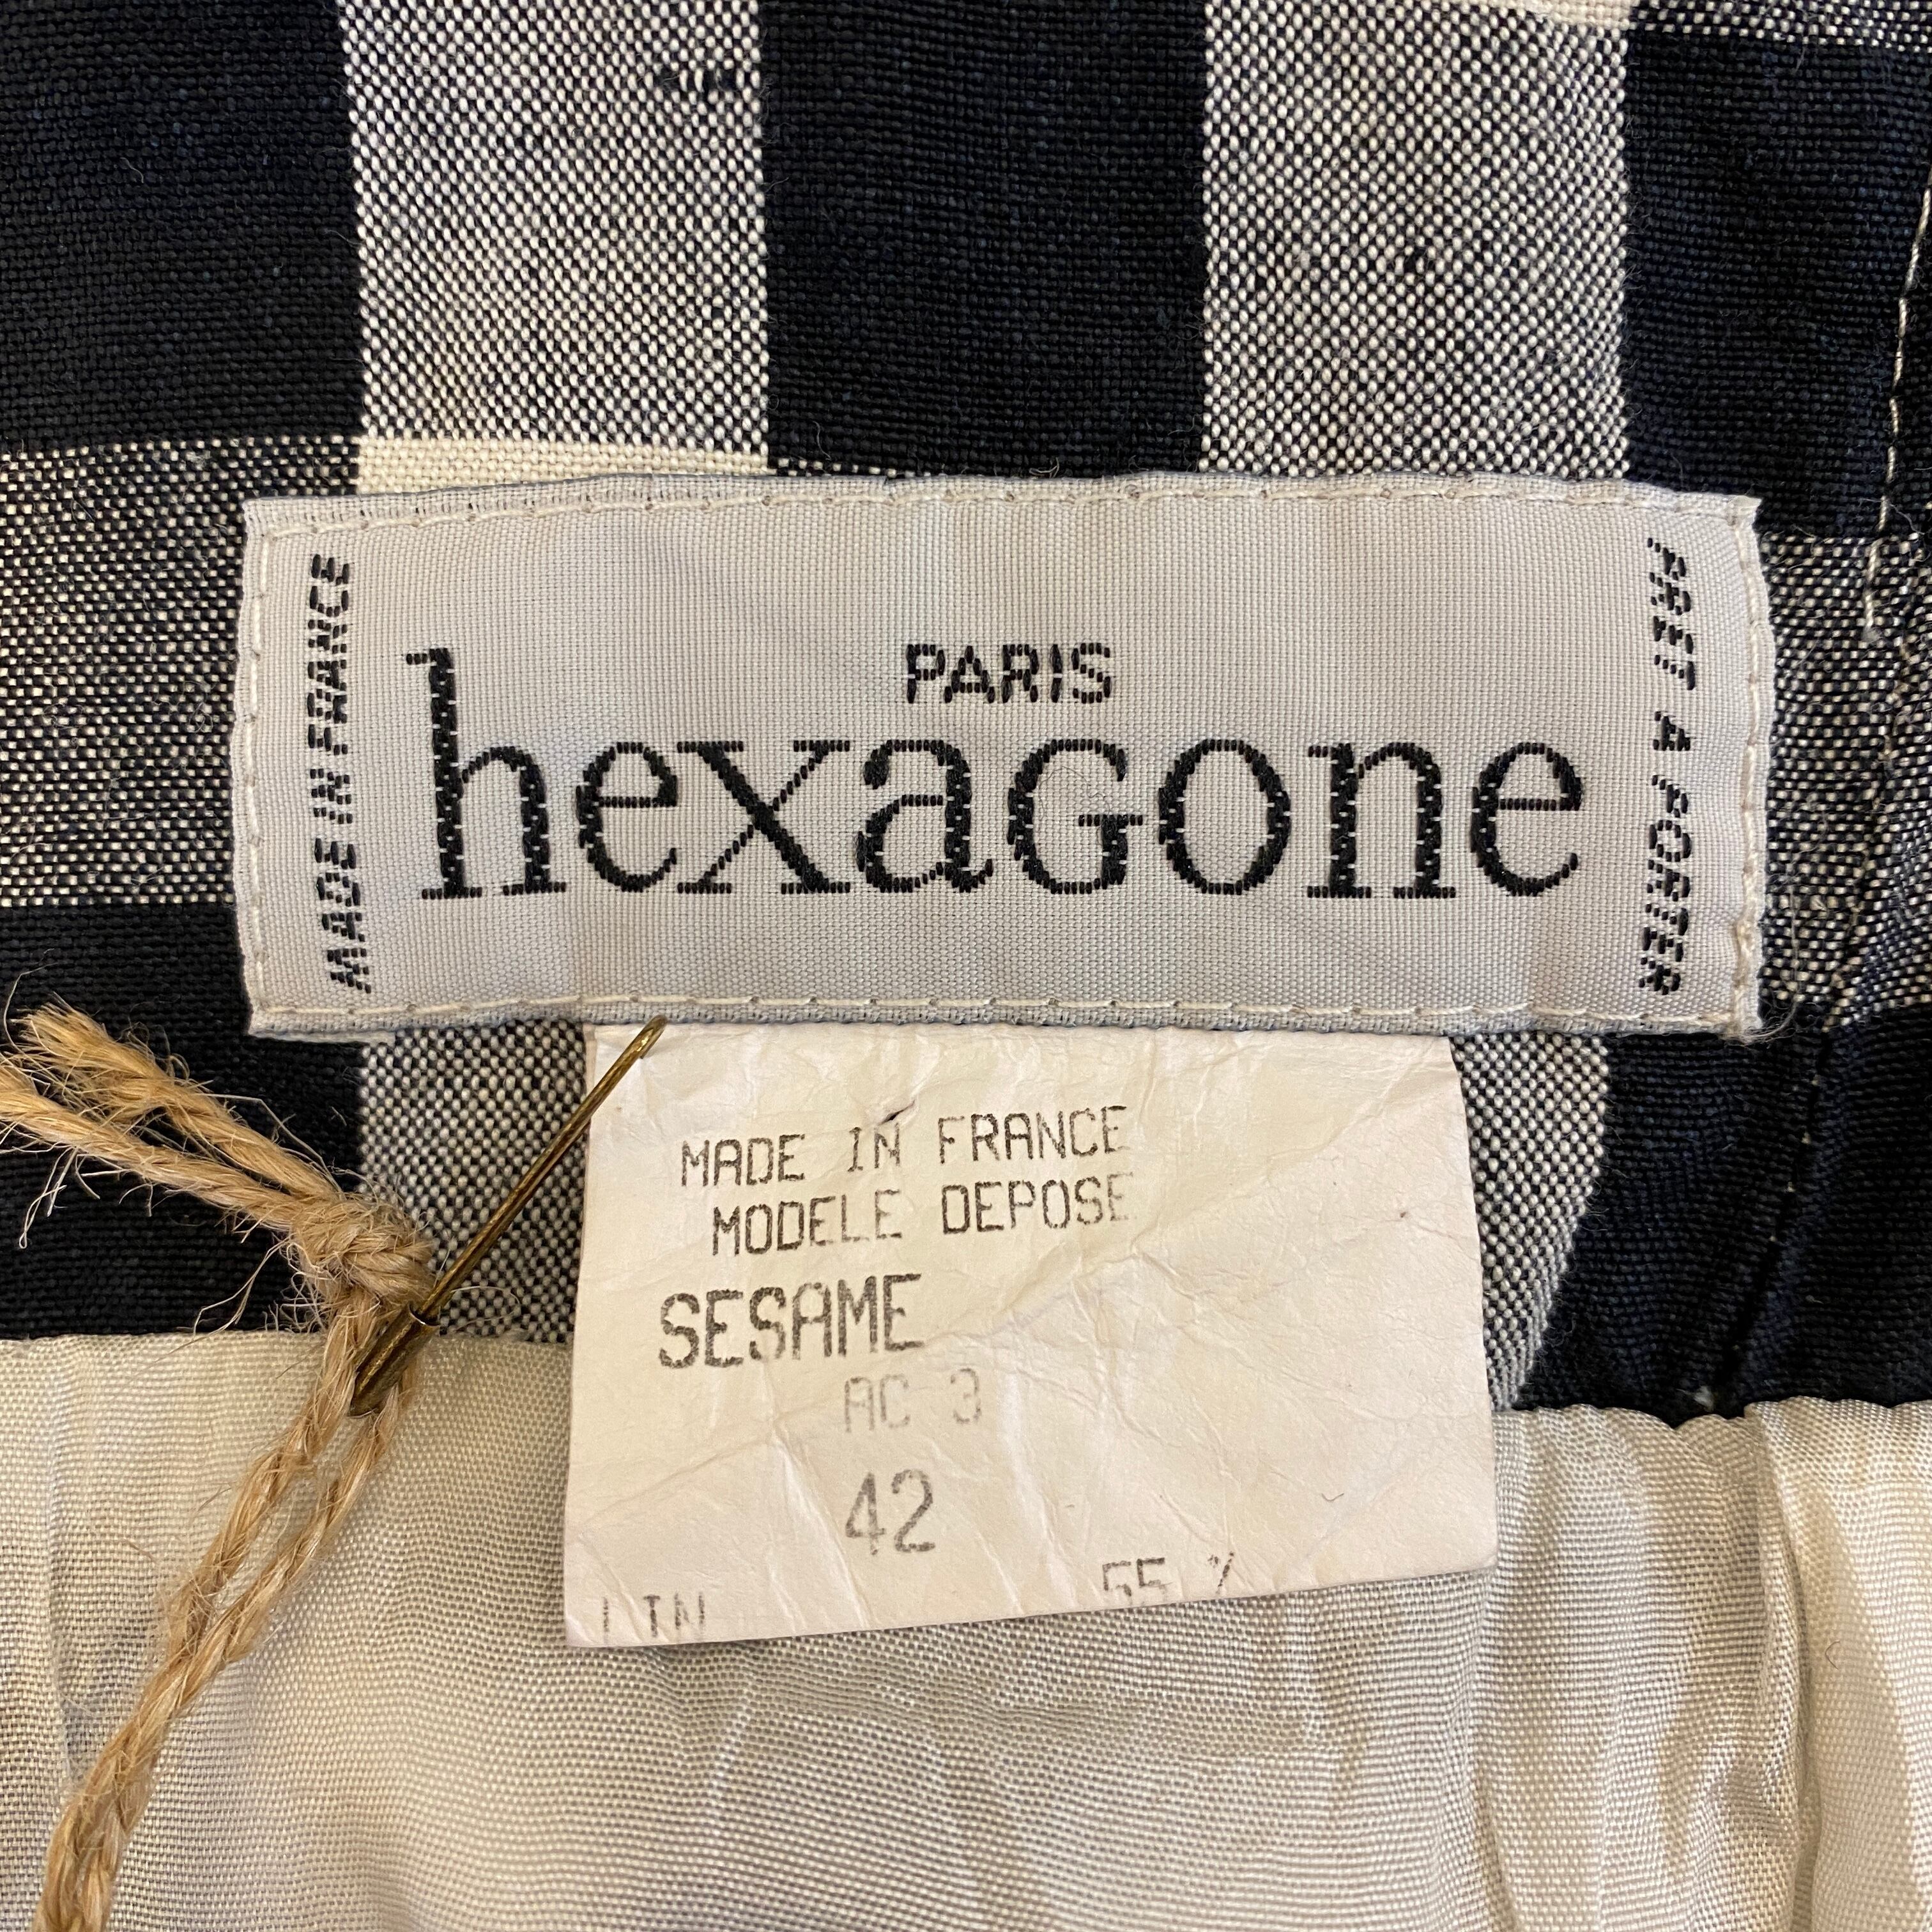 MADE IN FRANCE
PARIS
hexagone
PRET A PORTER
MADE IN FRANCE
MODELE DEPOSE
SESAME
AC 3
42
LIN 55 %